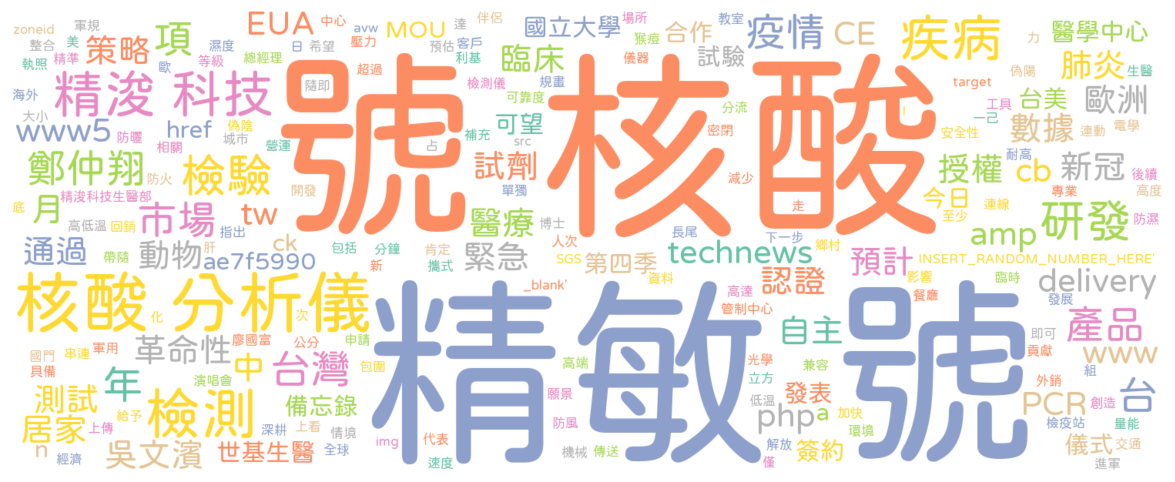 zoneid 軍規 EUA 中心 avw 伴侶 教室 場所 疫情 CE 疾病 醫學中心
整合 美 策略 項 日 希望 MOU 達 國立大學 合作 猴痘 力
執照 精準 歐 濕度 等級 總經理 壓力 預估 客戶 利基 臨床 儀器 試驗 偽陽 肺炎 生醫
海外 精浚 科技 隨即 超過 檢測儀 規畫 target 台美 歐洲
大小 www5 防曬 href 偽陰 號 核酸 可靠度 分流 工具 一己 數據 連動 電學
相關 城市 營運 占 補充 可望 src 密閉 安全性
鄭仲翔 檢驗 試劑 單獨 減少 授權 cb 新冠 耐高 後續
精浚科技生醫部 防火 開發 今日 專業 高度
底 月 高低溫 回銷 市場 tw 醫療 博士 走 至少 連線 研發 防濕
通過 動物 指出 ck 包括 分鐘 肯定 緊急 人次 長尾 下一步 鄉村 amp
帶隨 肝 ae7f5990 新 攜式 SGS 第四季 technews 預計 INSERT_RANDOM_NUMBER_HERE'
_blank' 資料 高達 認證 影響 餐廳 臨時 delivery
核酸 分析儀 化 次 精敏 號 管制中心 發展
國門 串連 軍用 革命性 廖國富 公分 申請 高端 光學 自主 即可 貢獻 產品
具備 年 中 台灣 包圍 兼容 www 組
測試 演唱會 願景 立方 發表 外銷 台
居家 上傳 給予 檢測 備忘錄 防風 低溫 php a 加快 PCR 創造
n 經濟 吳文濱 世基生醫 深耕 上看 情境 全球 img 代表 速度 機械 傳送 解放 僅 簽約 環境 檢疫站 儀式 量能 交通 進軍